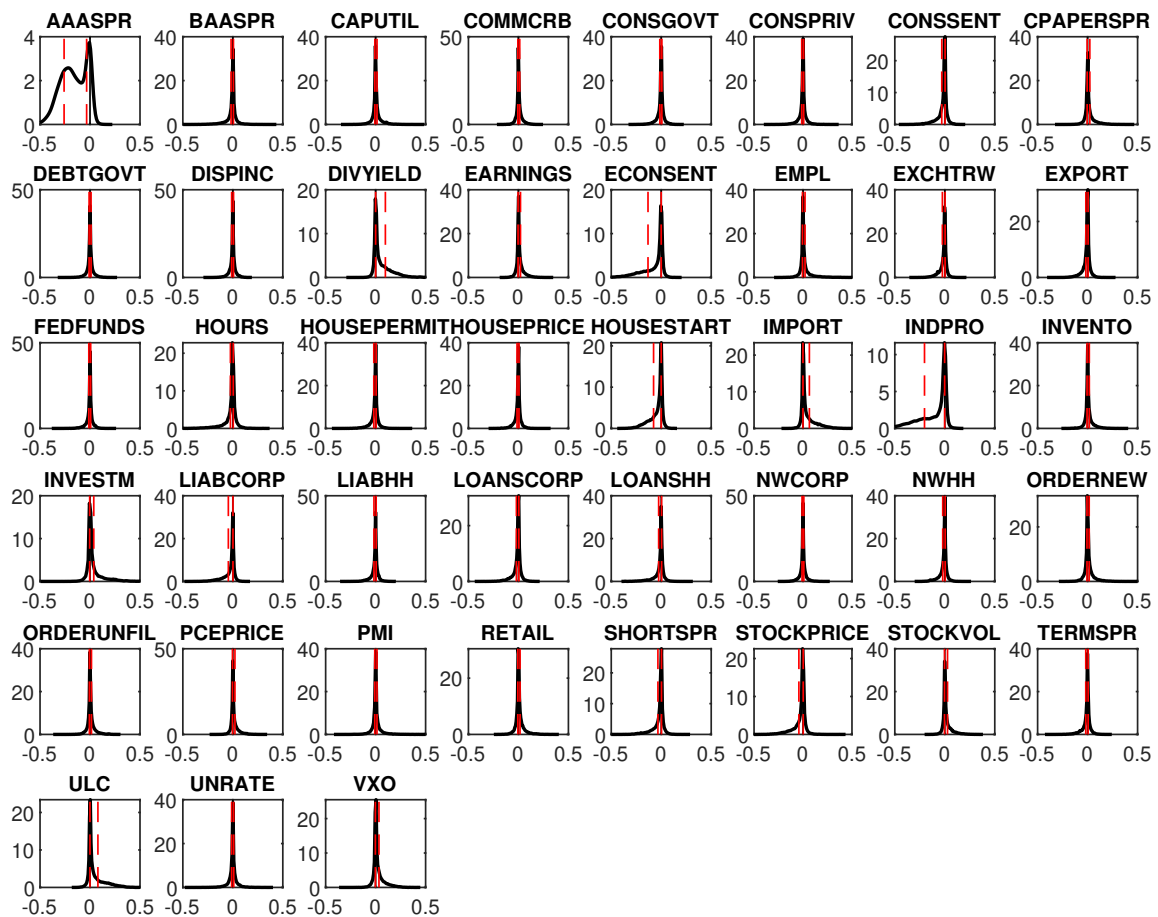 AAASPR BAASPR CAPUTIL COMMCRB CONSGOVT CONSPRIV CONSSENT CPAPERSPR
4 40 40 50 40 40 40
2 20 20 20 20 20 20
10
0 0 0 0 0 0 0 0
-0.5 0 0.5 -0.5 0 0.5 -0.5 0 0.5 -0.5 0 0.5 -0.5 0 0.5 -0.5 0 0.5 -0.5 0 0.5 -0.5 0 0.5
DEBTGOVT DISPINC DIVYIELD EARNINGS ECONSENT EMPL EXCHTRW EXPORT
50 50 20 40 20 40 40
10 20 10 20 20 20
0 0 0 0 0 0 0 0
-0.5 0 0.5 -0.5 0 0.5 -0.5 0 0.5 -0.5 0 0.5 -0.5 0 0.5 -0.5 0 0.5 -0.5 0 0.5 -0.5 0 0.5
FEDFUNDS HOURS HOUSEPERMIT HOUSEPRICE HOUSESTART IMPORT INDPRO INVENTO
50 20 40 40 20 20 10 40
10 20 20 10 10 5 20
0 0 0 0 0 0 0 0
-0.5 0 0.5 -0.5 0 0.5 -0.5 0 0.5 -0.5 0 0.5 -0.5 0 0.5 -0.5 0 0.5 -0.5 0 0.5 -0.5 0 0.5
INVESTM LIABCORP LIABHH LOANSCORP LOANSHH NWCORP NWHH ORDERNEW
20 40 50 50 40
10 20 20 20 20 20
0 0 0 0 0 0 0 0
-0.5 0 0.5 -0.5 0 0.5 -0.5 0 0.5 -0.5 0 0.5 -0.5 0 0.5 -0.5 0 0.5 -0.5 0 0.5 -0.5 0 0.5
ORDERUNFIL PCEPRICE PMI RETAIL SHORTSPR STOCKPRICE STOCKVOL TERMSPR
40 50 40 20 40 40
20 20 20 20 20 20
10 10
0 0 0 0 0 0 0 0
-0.5 0 0.5 -0.5 0 0.5 -0.5 0 0.5 -0.5 0 0.5 -0.5 0 0.5 -0.5 0 0.5 -0.5 0 0.5 -0.5 0 0.5
ULC UNRATE VXO
20 40 20
10 20 10
0 0 0
-0.5 0 0.5 -0.5 0 0.5 -0.5 0 0.5